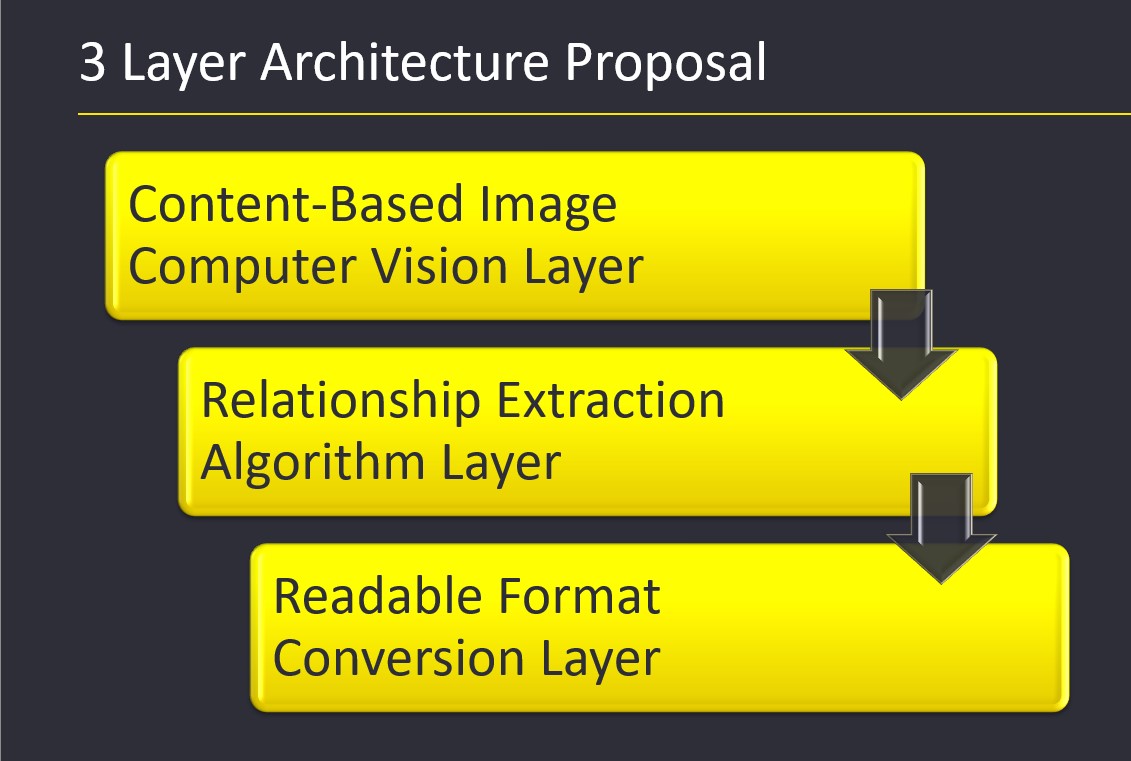 3 Layer Architecture Proposal
Content-Based Image
Computer Vision Layer
Relationship Extraction
Algorithm Layer
Readable Format
Conversion Layer